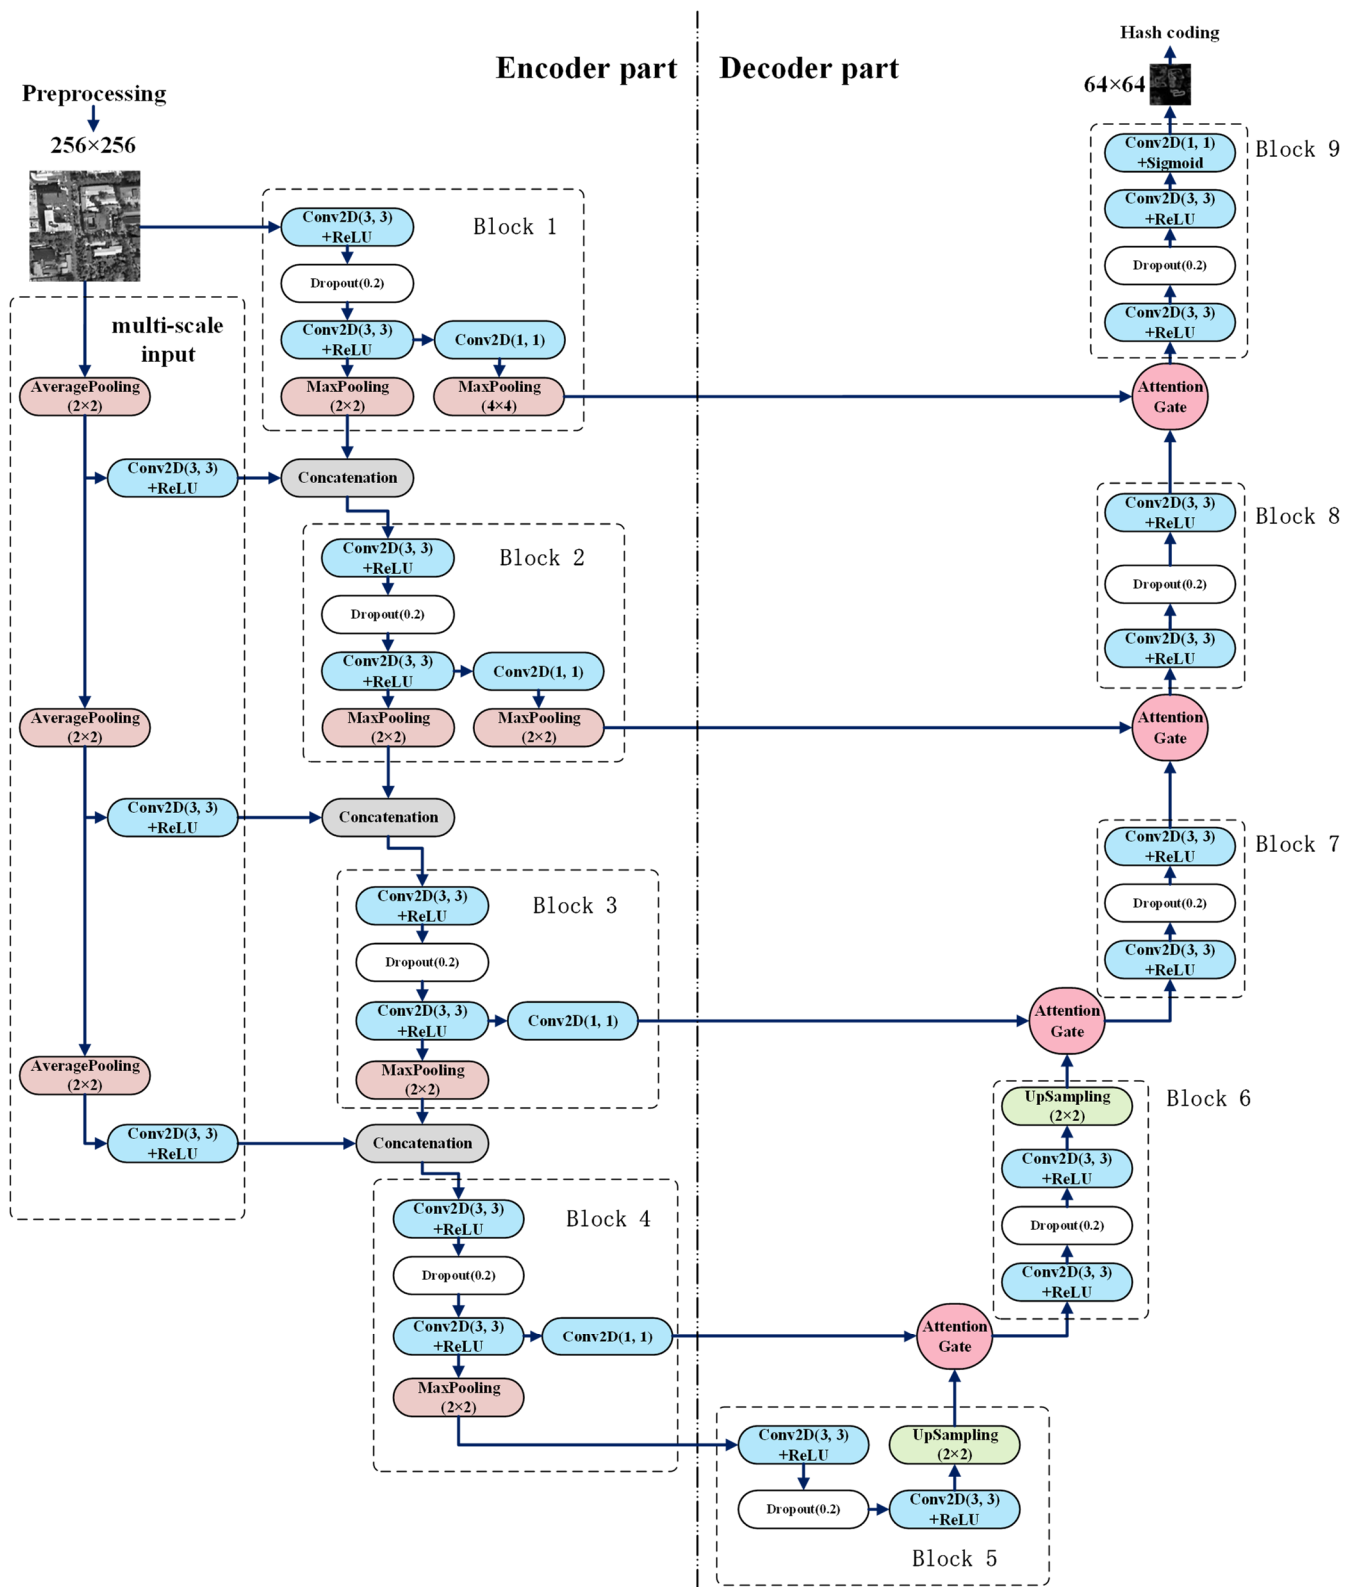 Encoder part
Decoder part
Preprocessing
256×256
multi-scale
input
AveragePooling
(2×2)
Conv2D(3, 3)
+ReLU
AveragePooling
(2×2)
Conv2D(3, 3)
+ReLU
AveragePooling
(2×2)
Conv2D(3, 3)
+ReLU
Block 1
Conv2D(3, 3)
+ReLU
Dropout(0.2)
Conv2D(3, 3)
+ReLU
Conv2D(1, 1)
MaxPooling
(2×2)
MaxPooling
(4×4)
Concatenation
Block 2
Conv2D(3, 3)
+ReLU
Dropout(0.2)
Conv2D(3, 3)
+ReLU
Conv2D(1, 1)
MaxPooling
(2×2)
MaxPooling
(2×2)
Concatenation
Block 3
Conv2D(3, 3)
+ReLU
Dropout(0.2)
Conv2D(3, 3)
+ReLU
Conv2D(1, 1)
MaxPooling
(2×2)
Concatenation
Block 4
Conv2D(3, 3)
+ReLU
Dropout(0.2)
Conv2D(3, 3)
+ReLU
Conv2D(1, 1)
MaxPooling
(2×2)
Conv2D(3, 3)
+ReLU
Dropout(0.2)
Conv2D(3, 3)
+ReLU
UpSampling
(2×2)
Block 5
Attention
Gate
Block 6
UpSampling
(2×2)
Conv2D(3, 3)
+ReLU
Dropout(0.2)
Conv2D(3, 3)
+ReLU
Attention
Gate
Block 7
Conv2D(3, 3)
+ReLU
Dropout(0.2)
Conv2D(3, 3)
+ReLU
Attention
Gate
Block 8
Conv2D(3, 3)
+ReLU
Dropout(0.2)
Conv2D(3, 3)
+ReLU
Attention
Gate
Block 9
Conv2D(1, 1)
+Sigmoid
Conv2D(3, 3)
+ReLU
Dropout(0.2)
Conv2D(3, 3)
+ReLU
64×64
Hash coding